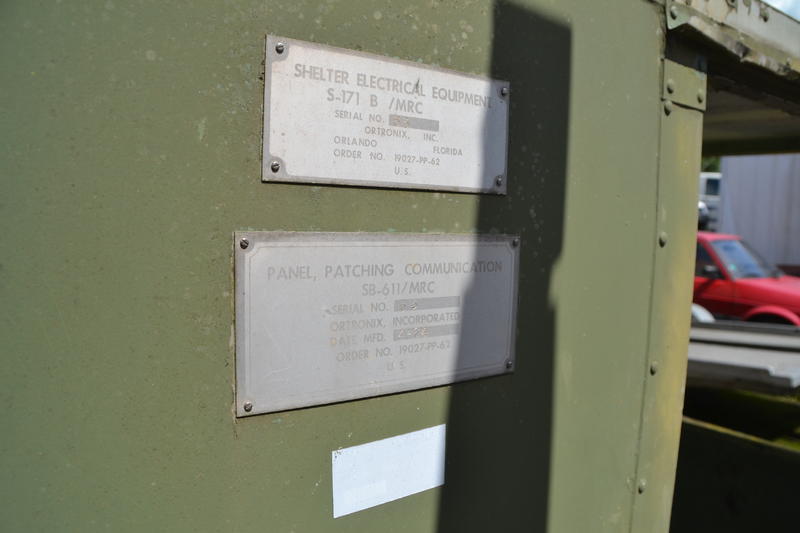 SHELTER ELECTRICAL EQUIPMENT
S-171 B /MRC
SERIAL NO.
ORTRONIX, INC.
ORLANDO FLORIDA
ORDER NO. 19027-PP-62
U.S.
PANEL, PATCHING COMMUNICATION
SB-611/MRC
SERIAL NO.
ORTRONIX, INCORPORATED
DATE MFD.
ORDER NO. 19027-PP-62
U.S.